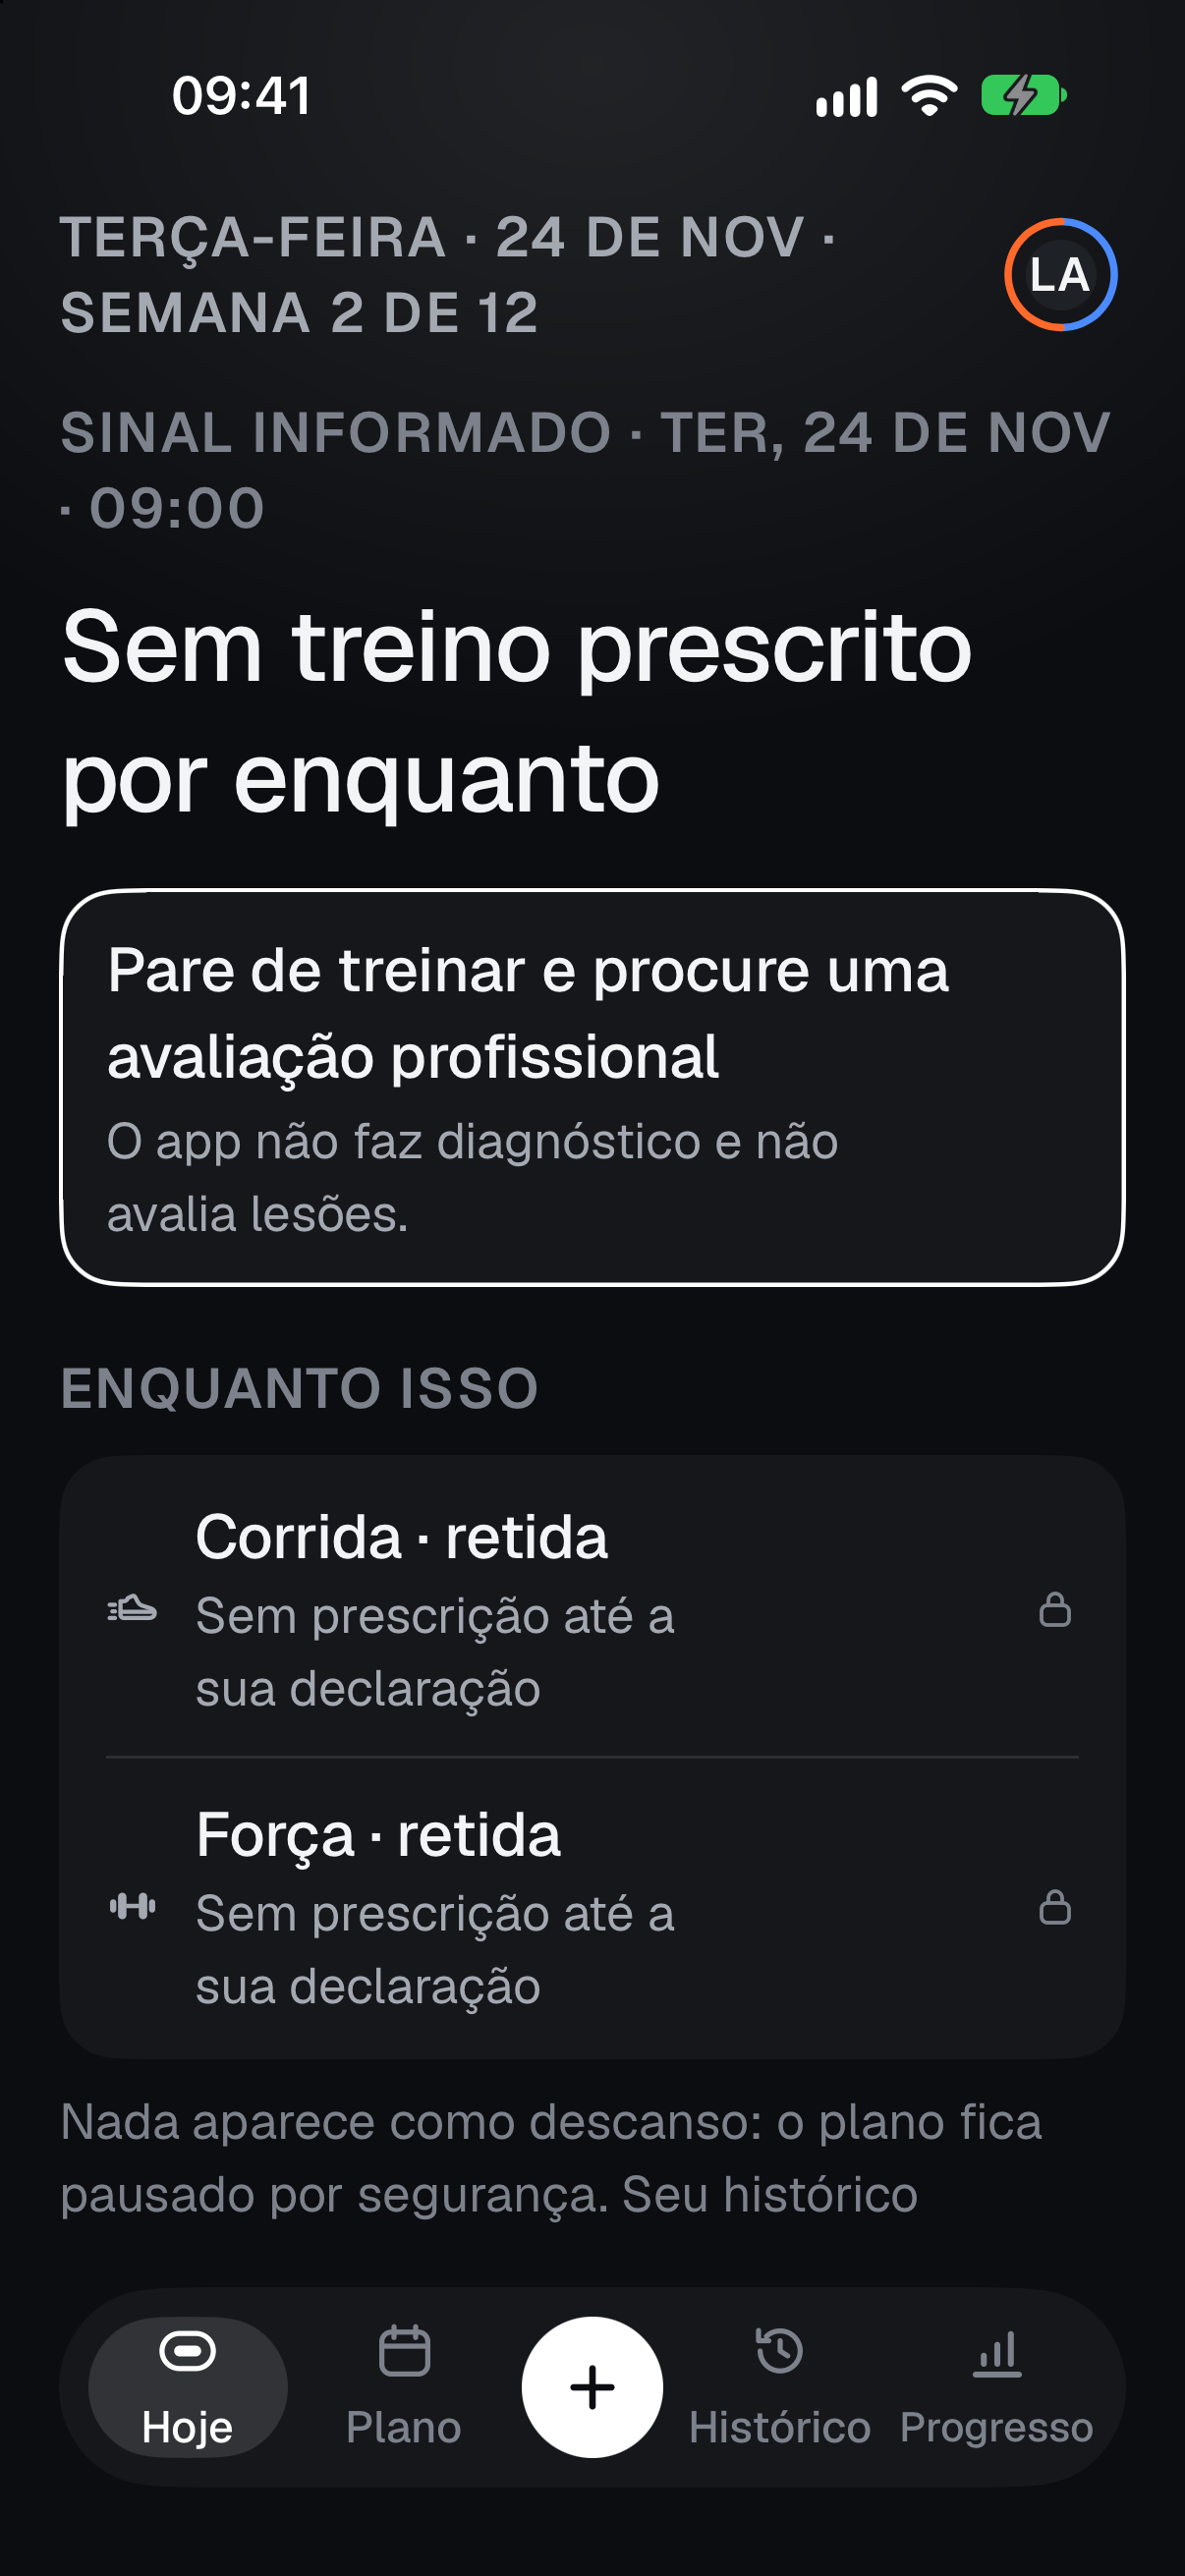 09:41
TERÇA-FEIRA · 24 DE NOV ·
SEMANA 2 DE 12
LA
SINAL INFORMADO · TER, 24 DE NOV
· 09:00
Sem treino prescrito
por enquanto
Pare de treinar e procure uma
avaliação profissional
O app não faz diagnóstico e não
avalia lesões.
ENQUANTO ISSO
Corrida · retida
Sem prescrição até a
sua declaração
Força · retida
Sem prescrição até a
sua declaração
Nada aparece como descanso: o plano fica
pausado por segurança. Seu histórico
Hoje
Plano
Histórico
Progresso